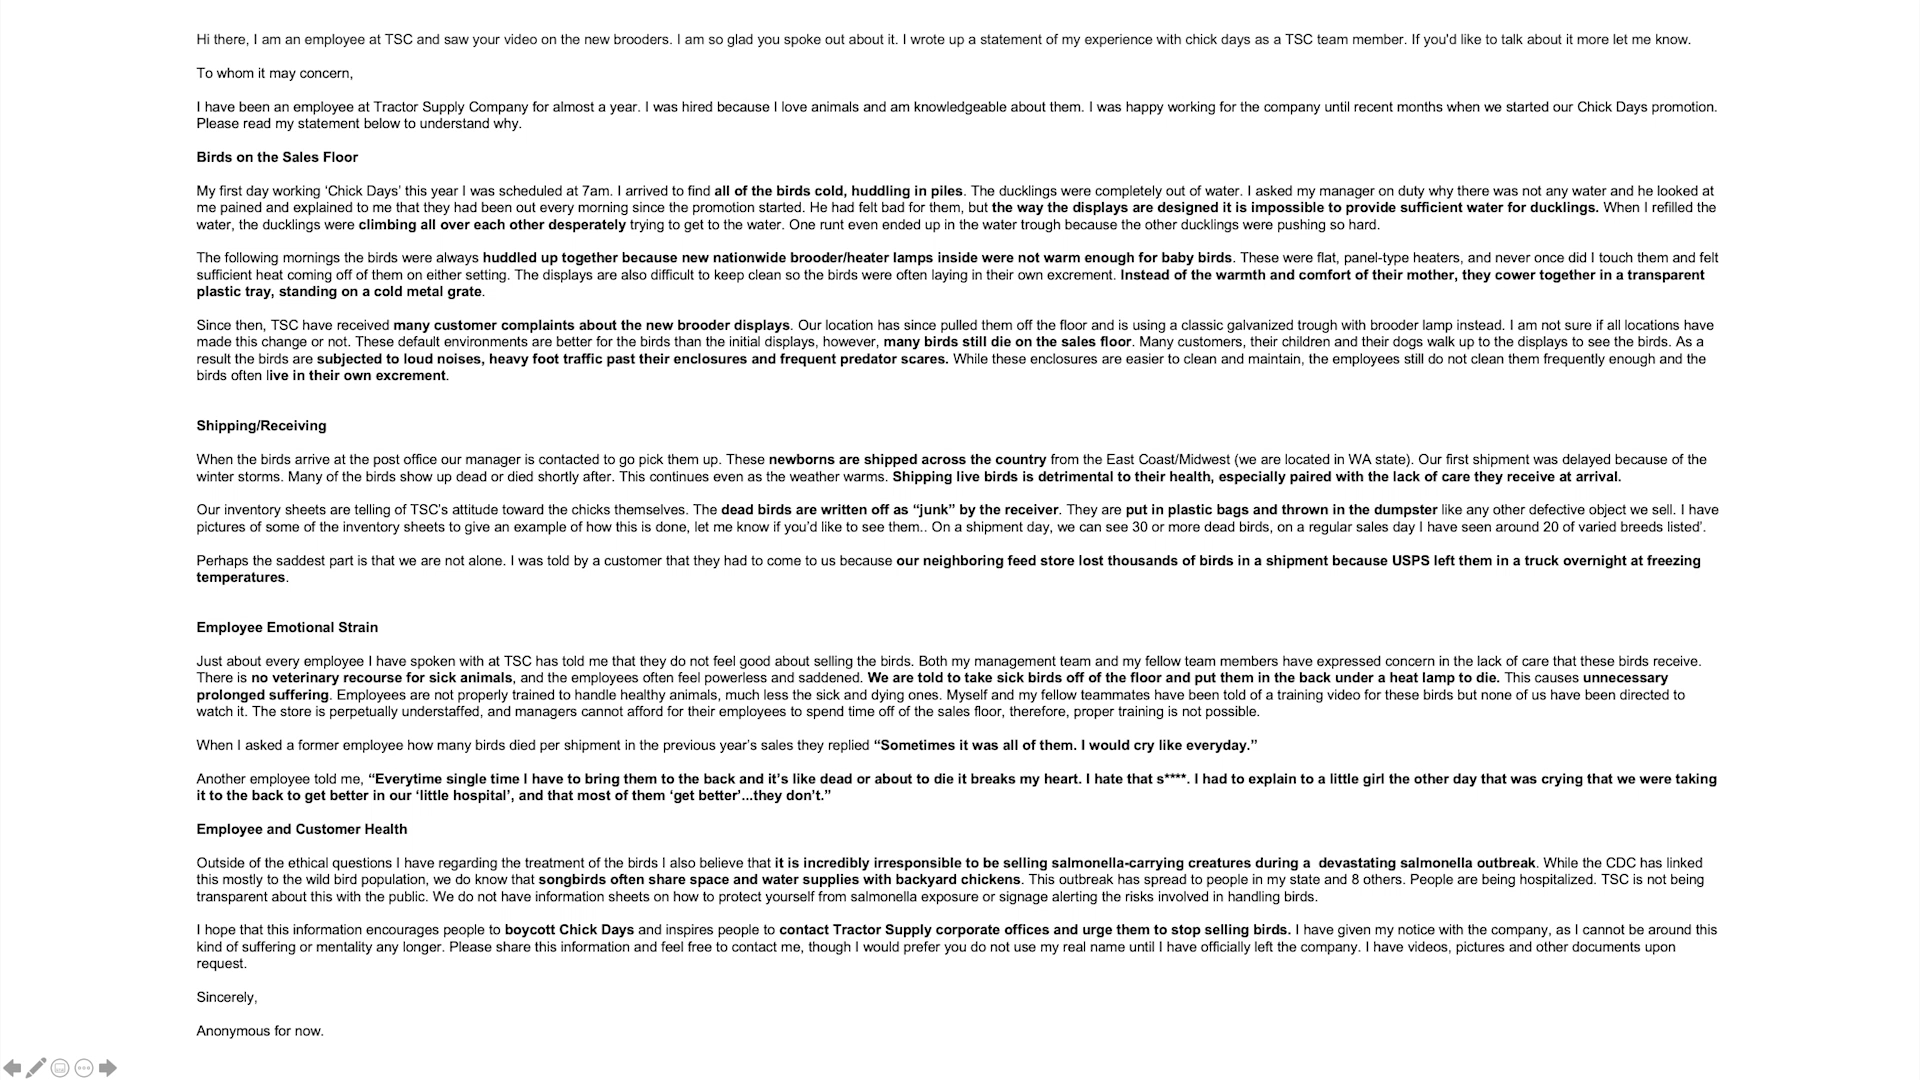 Hi there, I am an employee at TSC and saw your video on the new brooders. I am so glad you spoke out about it. I wrote up a statement of my experience with chick days as a TSC team member. If you'd like to talk about it more let me know.
To whom it may concern,
I have been an employee at Tractor Supply Company for almost a year. I was hired because I love animals and am knowledgeable about them. I was happy working for the company until recent months when we started our Chick Days promotion.
Please read my statement below to understand why.
Birds on the Sales Floor
My first day working ‘Chick Days’ this year I was scheduled at 7am. I arrived to find all of the birds cold, huddling in piles. The ducklings were completely out of water. I asked my manager on duty why there was not any water and he looked at
me pained and explained to me that they had been out every morning since the promotion started. He had felt bad for them, but the way the displays are designed it is impossible to provide sufficient water for ducklings. When I refilled the
water, the ducklings were climbing all over each other desperately trying to get to the water. One runt even ended up in the water trough because the other ducklings were pushing so hard.
The following mornings the birds were always huddled up together because new nationwide brooder/heater lamps inside were not warm enough for baby birds. These were flat, panel-type heaters, and never once did I touch them and felt
sufficient heat coming off of them on either setting. The displays are also difficult to keep clean so the birds were often laying in their own excrement. Instead of the warmth and comfort of their mother, they cower together in a transparent
plastic tray, standing on a cold metal grate.
Since then, TSC have received many customer complaints about the new brooder displays. Our location has since pulled them off the floor and is using a classic galvanized trough with brooder lamp instead. I am not sure if all locations have
made this change or not. These default environments are better for the birds than the initial displays, however, many birds still die on the sales floor. Many customers, their children and their dogs walk up to the displays to see the birds. As a
result the birds are subjected to loud noises, heavy foot traffic past their enclosures and frequent predator scares. While these enclosures are easier to clean and maintain, the employees still do not clean them frequently enough and the
birds often live in their own excrement.
Shipping/Receiving
When the birds arrive at the post office our manager is contacted to go pick them up. These newborns are shipped across the country from the East Coast/Midwest (we are located in WA state). Our first shipment was delayed because of the
winter storms. Many of the birds show up dead or died shortly after. This continues even as the weather warms. Shipping live birds is detrimental to their health, especially paired with the lack of care they receive at arrival.
Our inventory sheets are telling of TSC’s attitude toward the chicks themselves. The dead birds are written off as “junk” by the receiver. They are put in plastic bags and thrown in the dumpster like any other defective object we sell. I have
pictures of some of the inventory sheets to give an example of how this is done, let me know if you’d like to see them.. On a shipment day, we can see 30 or more dead birds, on a regular sales day I have seen around 20 of varied breeds listed’.
Perhaps the saddest part is that we are not alone. I was told by a customer that they had to come to us because our neighboring feed store lost thousands of birds in a shipment because USPS left them in a truck overnight at freezing
temperatures.
Employee Emotional Strain
Just about every employee I have spoken with at TSC has told me that they do not feel good about selling the birds. Both my management team and my fellow team members have expressed concern in the lack of care that these birds receive.
There is no veterinary recourse for sick animals, and the employees often feel powerless and saddened. We are told to take sick birds off of the floor and put them in the back under a heat lamp to die. This causes unnecessary
prolonged suffering. Employees are not properly trained to handle healthy animals, much less the sick and dying ones. Myself and my fellow teammates have been told of a training video for these birds but none of us have been directed to
watch it. The store is perpetually understaffed, and managers cannot afford for their employees to spend time off of the sales floor, therefore, proper training is not possible.
When I asked a former employee how many birds died per shipment in the previous year’s sales they replied “Sometimes it was all of them. I would cry like everyday.”
Another employee told me, “Everytime single time I have to bring them to the back and it’s like dead or about to die it breaks my heart. I hate that s****. I had to explain to a little girl the other day that was crying that we were taking
it to the back to get better in our ‘little hospital’, and that most of them ‘get better’...they don’t.”
Employee and Customer Health
Outside of the ethical questions I have regarding the treatment of the birds I also believe that it is incredibly irresponsible to be selling salmonella-carrying creatures during a  devastating salmonella outbreak. While the CDC has linked
this mostly to the wild bird population, we do know that songbirds often share space and water supplies with backyard chickens. This outbreak has spread to people in my state and 8 others. People are being hospitalized. TSC is not being
transparent about this with the public. We do not have information sheets on how to protect yourself from salmonella exposure or signage alerting the risks involved in handling birds.
I hope that this information encourages people to boycott Chick Days and inspires people to contact Tractor Supply corporate offices and urge them to stop selling birds. I have given my notice with the company, as I cannot be around this
kind of suffering or mentality any longer. Please share this information and feel free to contact me, though I would prefer you do not use my real name until I have officially left the company. I have videos, pictures and other documents upon
request.
Sincerely,
Anonymous for now.